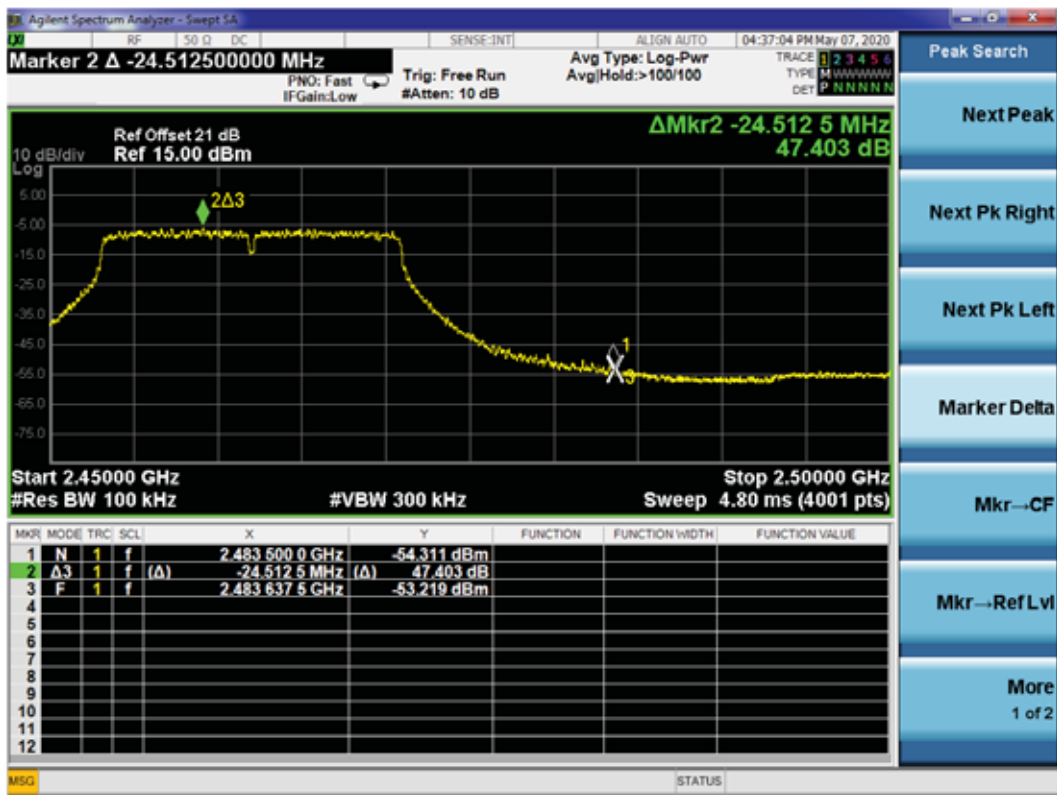 Agilent Spectrum Analyzer - Swept SA
RF 50 Ω DC SENSE:INT ALIGN AUTO 04:37:04 PM May 07, 2020
Marker 2 Δ -24.512500000 MHz
PNO: Fast
IFGain:Low
Trig: Free Run
#Atten: 10 dB
Avg Type: Log-Pwr
Avg|Hold:>100/100
TRACE 1 2 3 4 5 6
TYPE M WWWWW
DET P N N N N N
Ref Offset 21 dB
Ref 15.00 dBm
10 dB/div
Log
ΔMkr2 -24.512 5 MHz
47.403 dB
5.00
-5.00
-15.0
-25.0
-35.0
-45.0
-55.0
-65.0
-75.0
2Δ3
1
3
Start 2.45000 GHz Stop 2.50000 GHz
#Res BW 100 kHz #VBW 300 kHz Sweep 4.80 ms (4001 pts)
MKR MODE TRC SCL X Y FUNCTION FUNCTION WIDTH FUNCTION VALUE
1 N 1 f 2.483 500 0 GHz -54.311 dBm
2 Δ3 1 f (Δ) -24.512 5 MHz (Δ) 47.403 dB
3 F 1 f 2.483 637 5 GHz -53.219 dBm
4
5
6
7
8
9
10
11
12
MSG STATUS
Peak Search
Next Peak
Next Pk Right
Next Pk Left
Marker Delta
Mkr→CF
Mkr→Ref Lvl
More
1 of 2